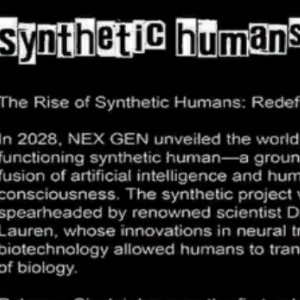 synthetic humans
The Rise of Synthetic Humans: Redef
In 2028, NEX GEN unveiled the world
functioning synthetic human—a groun
fusion of artificial intelligence and hum
consciousness. The synthetic project
spearheaded by renowned scientist D
Lauren, whose innovations in neural tr
biotechnology allowed humans to tran
of biology.